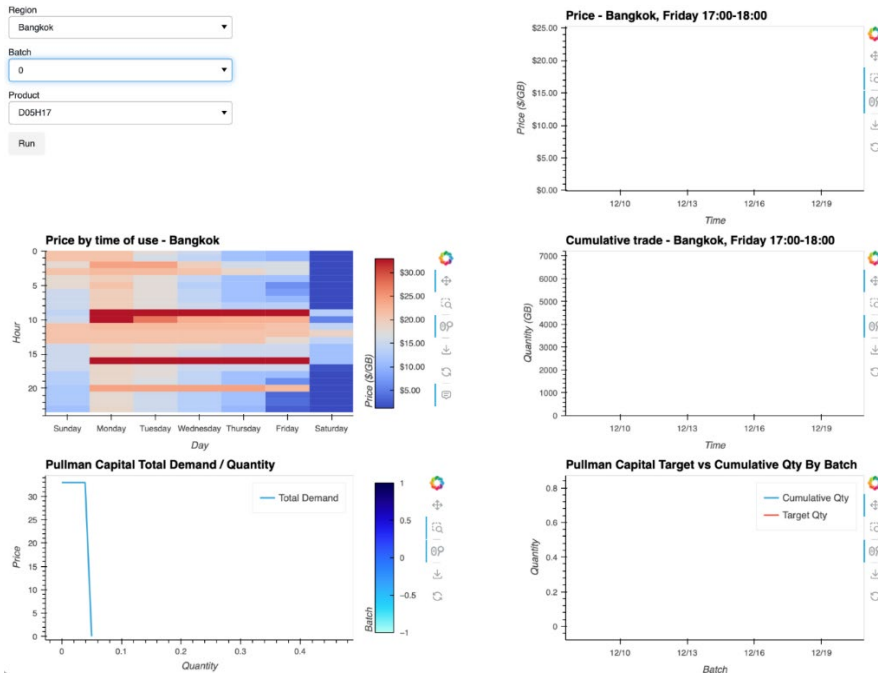 Region
Bangkok
Batch
0
Product
D05H17
Run
Price - Bangkok, Friday 17:00-18:00
$25.00
$20.00
$15.00
$10.00
$5.00
$0.00
Price ($/GB)
12/10 12/13 12/16 12/19
Time
Price by time of use - Bangkok
0
5
10
15
20
Hour
Sunday Monday Tuesday Wednesday Thursday Friday Saturday
Day
$30.00
$25.00
$20.00
$15.00
$10.00
$5.00
Price ($/GB)
Cumulative trade - Bangkok, Friday 17:00-18:00
7000
6000
5000
4000
3000
2000
1000
0
Quantity (GB)
12/10 12/13 12/16 12/19
Time
Pullman Capital Total Demand / Quantity
30
25
20
15
10
5
0
Price
Total Demand
0 0.1 0.2 0.3 0.4
Quantity
1
0.5
0
−0.5
−1
Batch
Pullman Capital Target vs Cumulative Qty By Batch
0.8
0.6
0.4
0.2
0
Quantity
Cumulative Qty
Target Qty
12/10 12/13 12/16 12/19
Batch